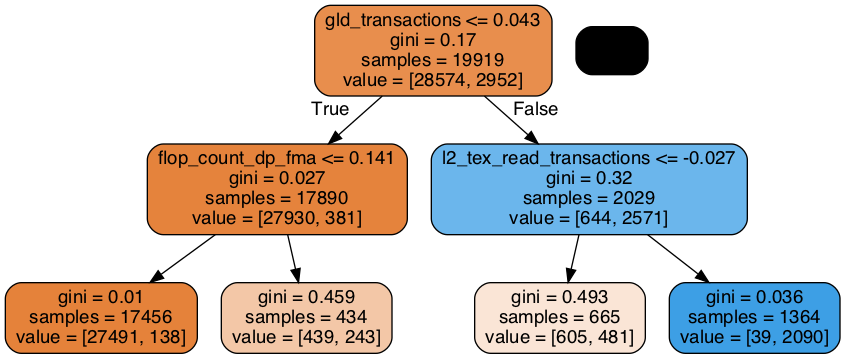 gld_transactions <= 0.043
gini = 0.17
samples = 19919
value = [28574, 2952]
True
False
flop_count_dp_fma <= 0.141
gini = 0.027
samples = 17890
value = [27930, 381]
l2_tex_read_transactions <= -0.027
gini = 0.32
samples = 2029
value = [644, 2571]
gini = 0.01
samples = 17456
value = [27491, 138]
gini = 0.459
samples = 434
value = [439, 243]
gini = 0.493
samples = 665
value = [605, 481]
gini = 0.036
samples = 1364
value = [39, 2090]